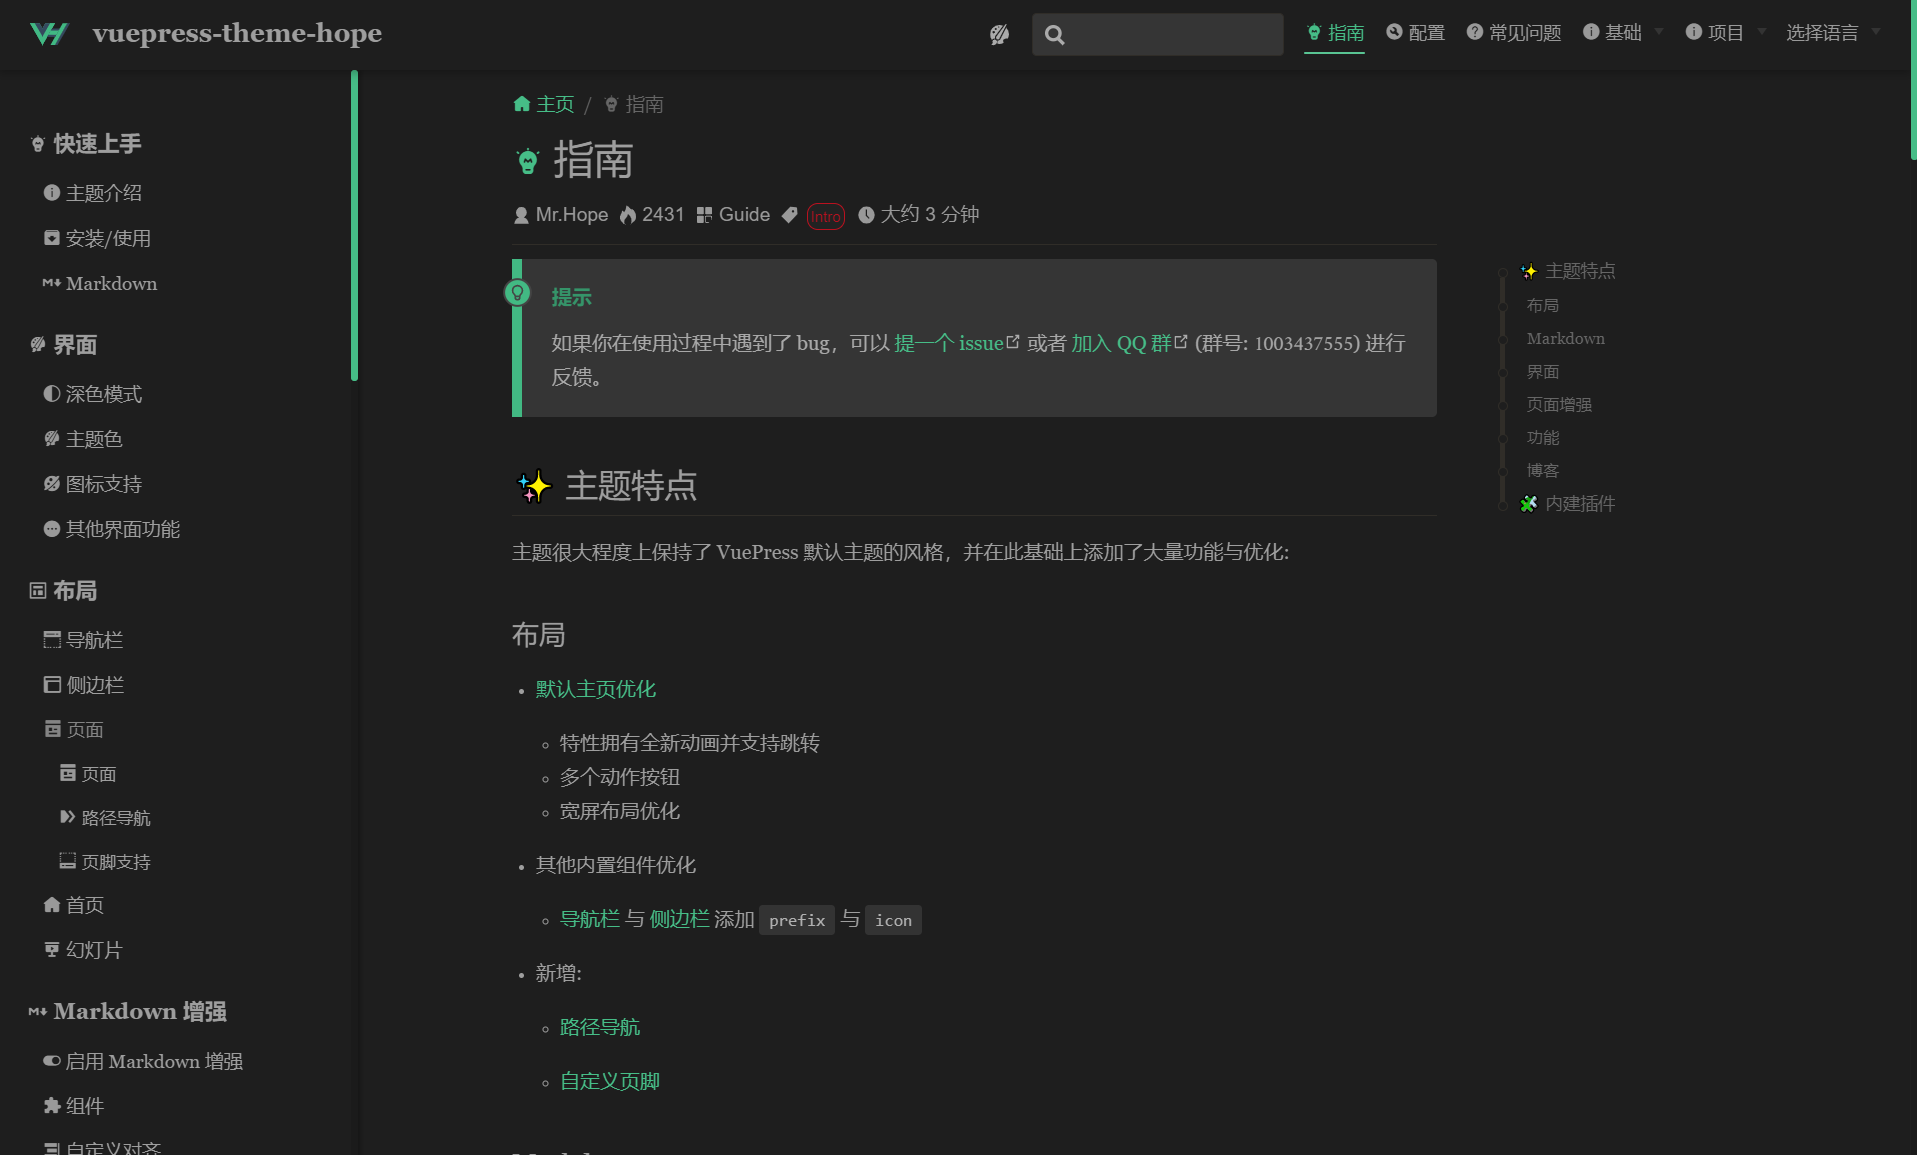 vuepress-theme-hope
指南
配置
常见问题
基础
项目
选择语言
快速上手
主题介绍
安装/使用
Markdown
界面
深色模式
主题色
图标支持
其他界面功能
布局
导航栏
侧边栏
页面
页面
路径导航
页脚支持
首页
幻灯片
Markdown 增强
启用 Markdown 增强
组件
自定义对齐
主页 / 指南
指南
Mr.Hope 2431 Guide Intro 大约 3 分钟
提示
如果你在使用过程中遇到了 bug，可以 提一个 issue 或者 加入 QQ 群 (群号: 1003437555) 进行
反馈。
主题特点
主题很大程度上保持了 VuePress 默认主题的风格，并在此基础上添加了大量功能与优化:
布局
默认主页优化
特性拥有全新动画并支持跳转
多个动作按钮
宽屏布局优化
其他内置组件优化
导航栏 与 侧边栏 添加 prefix 与 icon
新增:
路径导航
自定义页脚
主题特点
布局
Markdown
界面
页面增强
功能
博客
内建插件